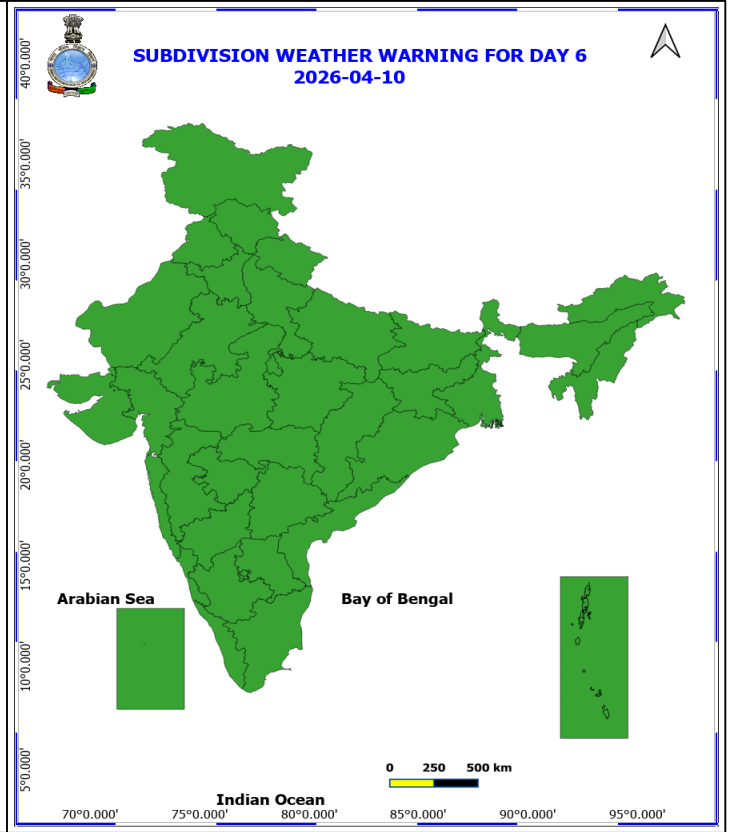 SUBDIVISION WEATHER WARNING FOR DAY 6
2026-04-10
40°0.000'
35°0.000'
30°0.000'
25°0.000'
20°0.000'
15°0.000'
10°0.000'
5°0.000'
Arabian Sea
Bay of Bengal
0 250 500 km
Indian Ocean
70°0.000' 75°0.000' 80°0.000' 85°0.000' 90°0.000' 95°0.000'